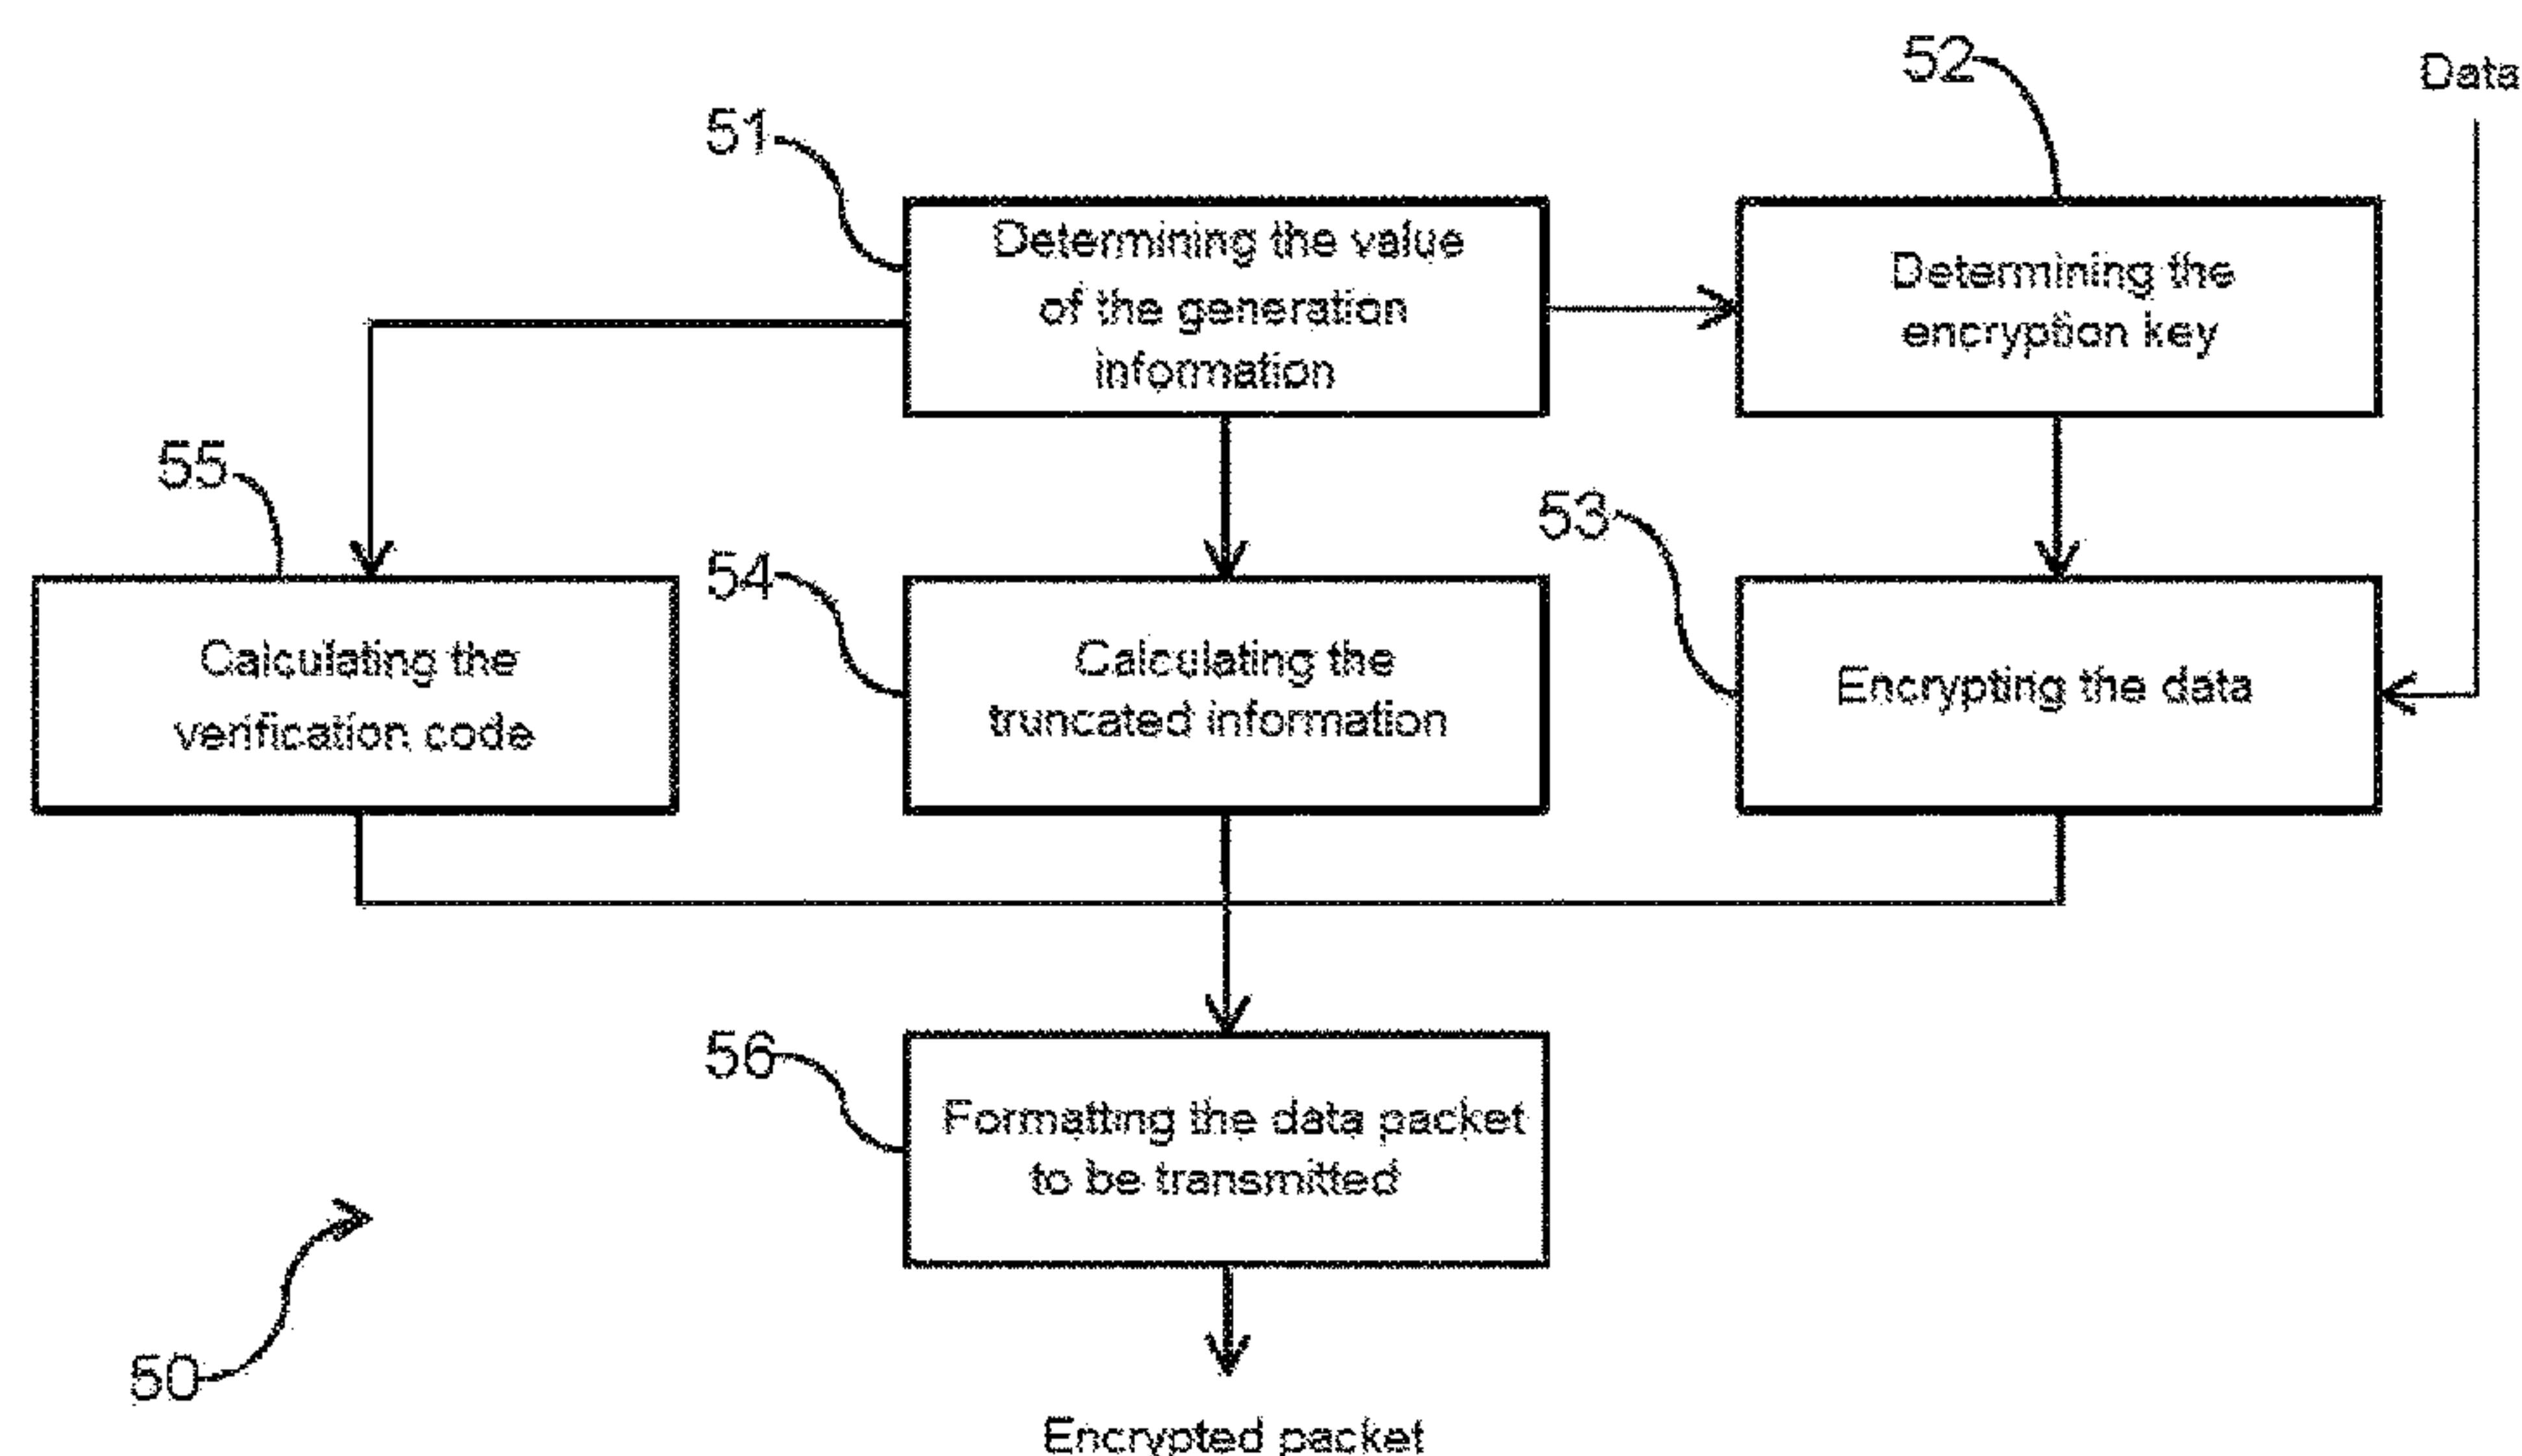 52
Data
51
Determining the value
of the generation
information
Determining the
encryption key
55
53
54
Calculating the
verification code
Calculating the
truncated information
Encrypting the data
56
Formatting the data packet
to be transmitted
50
Encrypted packet